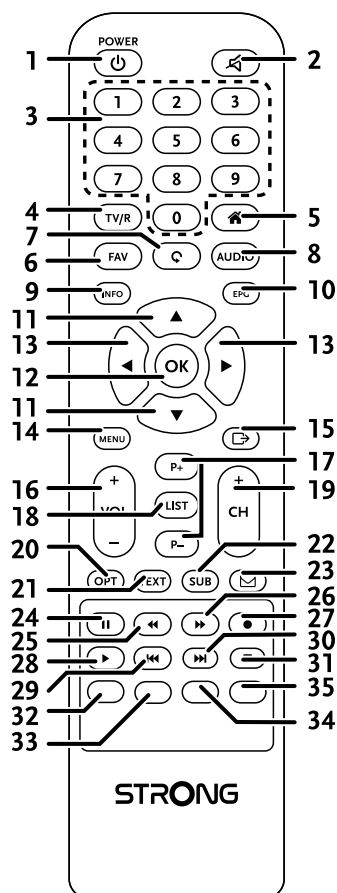 POWER
1 2
1 2 3
3
4 5 6
7 8 9
4 TV/R 0 5
7
6 FAV AUDIO 8
9 INFO EPG 10
11
13 13
12 OK
11
14 MENU 15
P+ 17
16 + + 19
18 VOL LIST CH
– P– –
20 22
OPT TEXT SUB 23
21 26
24 27
25 30
28 31
29 35
32
33 34
STRONG